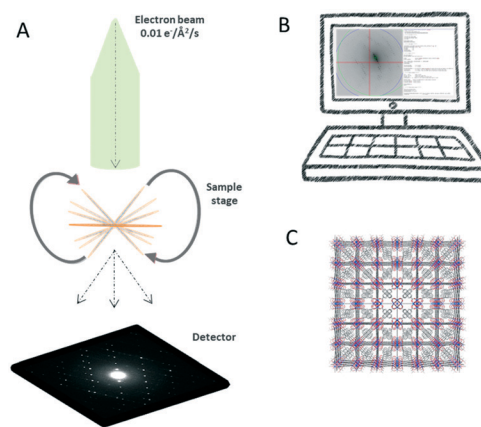 A
Electron beam
0.01 e⁻/Å²/s
Sample
stage
Detector
B
C